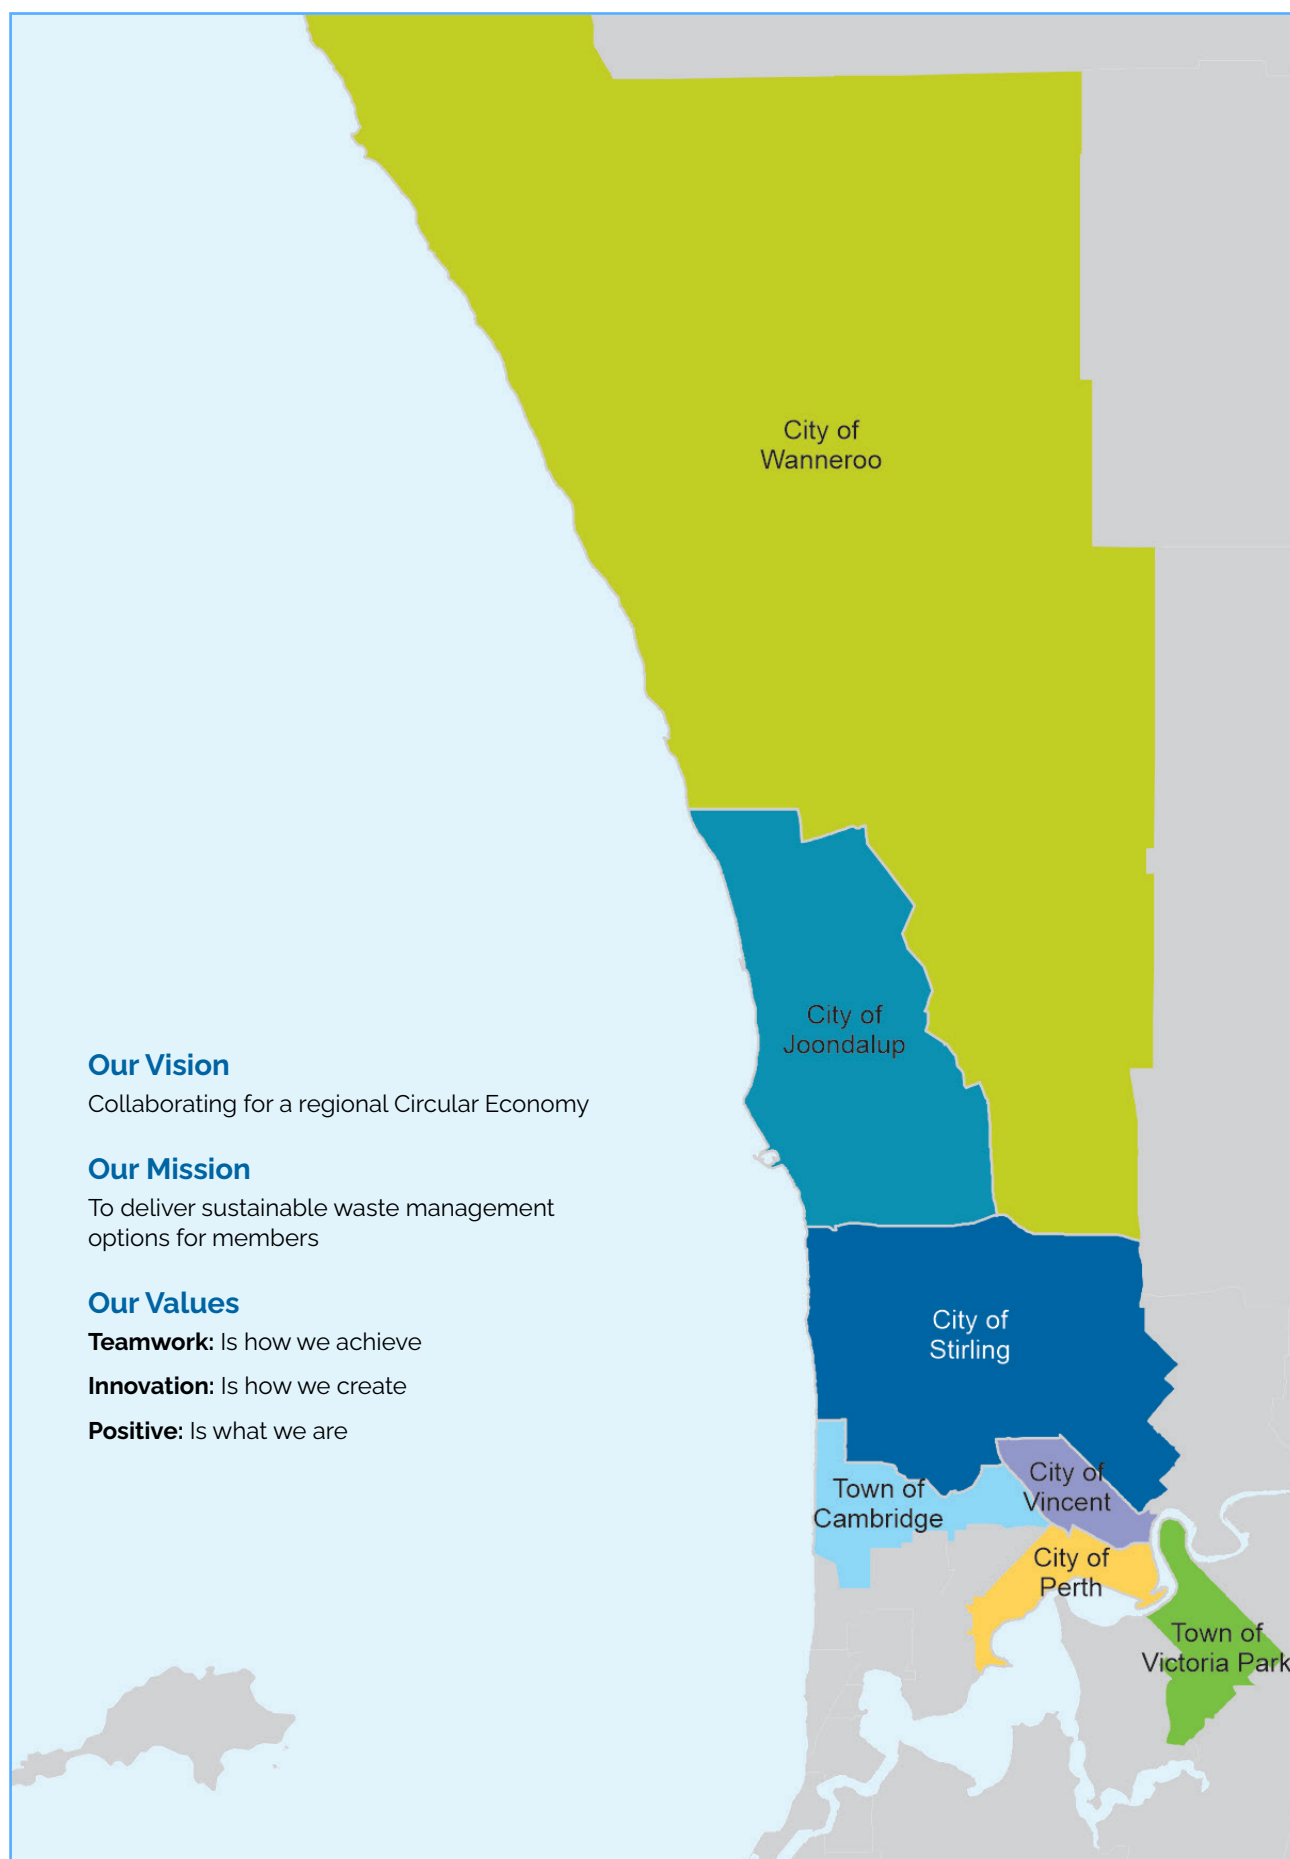 City of
Wanneroo
City of
Joondalup
Our Vision
Collaborating for a regional Circular Economy
Our Mission
To deliver sustainable waste management
options for members
Our Values
Teamwork: Is how we achieve
Innovation: Is how we create
Positive: Is what we are
City of
Stirling
City of
Vincent
Town of
Cambridge
City of
Perth
Town of
Victoria Park